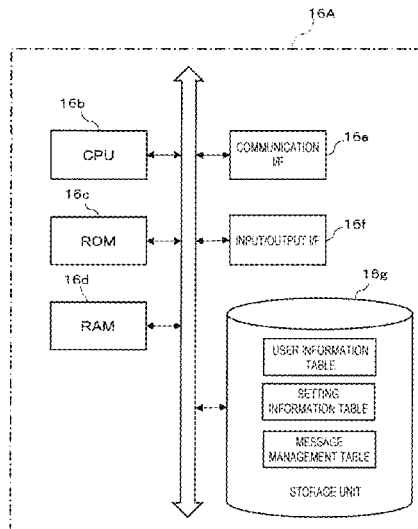 16A
16b
CPU
16e
COMMUNICATION
I/F
16c
ROM
16f
INPUT/OUTPUT I/F
16d
RAM
16g
USER INFORMATION
TABLE
SETTING
INFORMATION TABLE
MESSAGE
MANAGEMENT TABLE
STORAGE UNIT